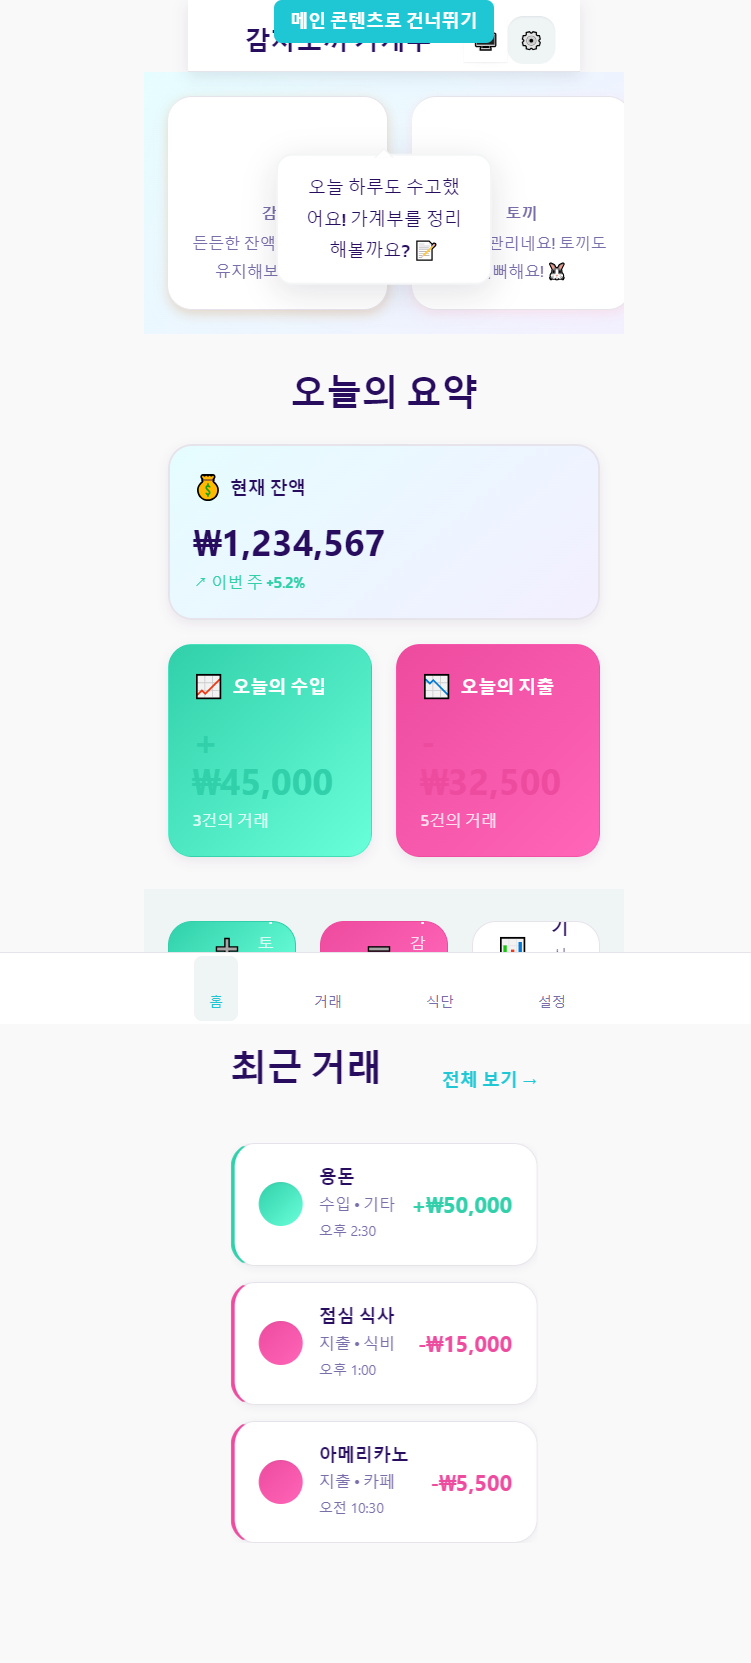 메인 콘텐츠로 건너뛰기
오늘 하루도 수고했
어요! 가계부를 정리
해볼까요?
감
든든한 잔액
유지해보
토끼
관리네요! 토끼도
뻐해요!
오늘의 요약
현재 잔액
₩1,234,567
↗ 이번 주 +5.2%
오늘의 수입
+
₩45,000
3건의 거래
오늘의 지출
-
₩32,500
5건의 거래
토
감
기
홈
거래
식단
설정
최근 거래
전체 보기 →
용돈
수입 • 기타
오후 2:30
+₩50,000
점심 식사
지출 • 식비
오후 1:00
-₩15,000
아메리카노
지출 • 카페
오전 10:30
-₩5,500